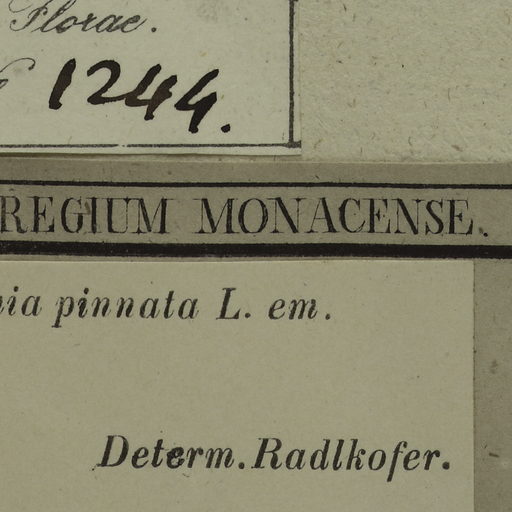 Florae.
1244.
REGIUM MONACENSE.
nia pinnata L. em.
Determ. Radlkofer.